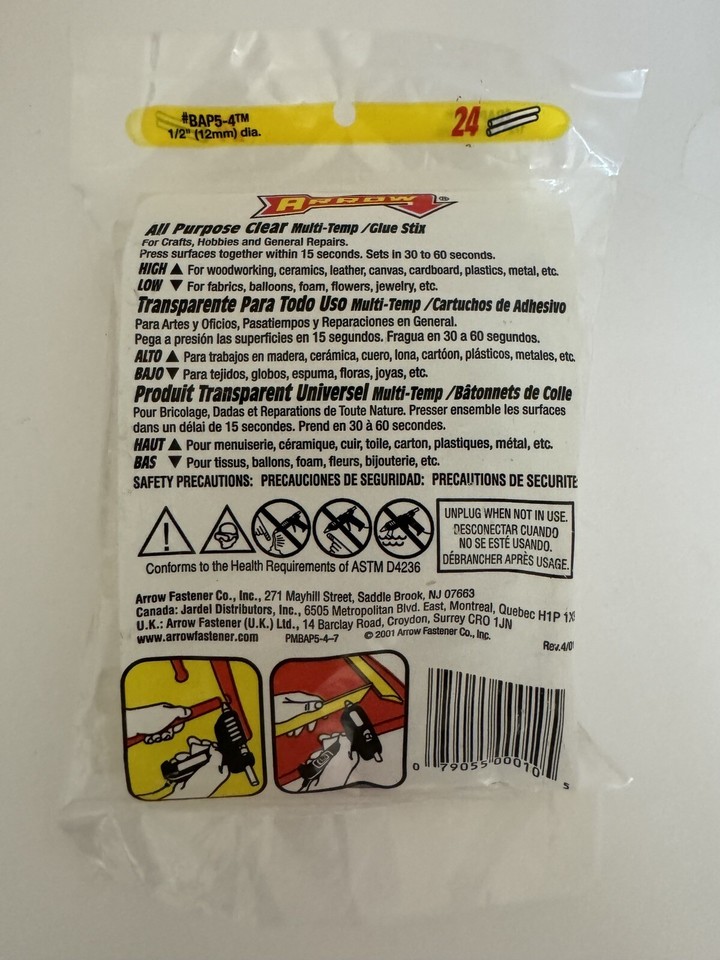 #BAP5-4™
1/2" (12mm) dia.
24
ARROW®
All Purpose Clear Multi-Temp /Glue Stix
For Crafts, Hobbies and General Repairs.
Press surfaces together within 15 seconds. Sets in 30 to 60 seconds.
HIGH ▲ For woodworking, ceramics, leather, canvas, cardboard, plastics, metal, etc.
LOW ▼ For fabrics, balloons, foam, flowers, jewelry, etc.
Transparente Para Todo Uso Multi-Temp /Cartuchos de Adhesivo
Para Artes y Oficios, Pasatiempos y Reparaciones en General.
Pega a presión las superficies en 15 segundos. Fragua en 30 a 60 segundos.
ALTO ▲ Para trabajos en madera, cerámica, cuero, lona, cartóon, plásticos, metales, etc.
BAJO ▼ Para tejidos, globos, espuma, floras, joyas, etc.
Produit Transparent Universel Multi-Temp /Bâtonnets de Colle
Pour Bricolage, Dadas et Reparations de Toute Nature. Presser ensemble les surfaces
dans un délai de 15 secondes. Prend en 30 à 60 secondes.
HAUT ▲ Pour menuiserie, céramique, cuir, toile, carton, plastiques, métal, etc.
BAS ▼ Pour tissus, ballons, foam, fleurs, bijouterie, etc.
SAFETY PRECAUTIONS: PRECAUCIONES DE SEGURIDAD: PRECAUTIONS DE SECURITE
UNPLUG WHEN NOT IN USE.
DESCONECTAR CUANDO
NO SE ESTÉ USANDO.
DÉBRANCHER APRÈS USAGE.
Conforms to the Health Requirements of ASTM D4236
Arrow Fastener Co., Inc., 271 Mayhill Street, Saddle Brook, NJ 07663
Canada: Jardel Distributors, Inc., 6505 Metropolitan Blvd. East, Montreal, Quebec H1P
U.K.: Arrow Fastener (U.K.) Ltd., 14 Barclay Road, Croydon, Surrey CRO 1JN
www.arrowfastener.com PMBAP5-4–7 © 2001 Arrow Fastener Co., Inc.
Rev.4/01
0 79055 00010 5